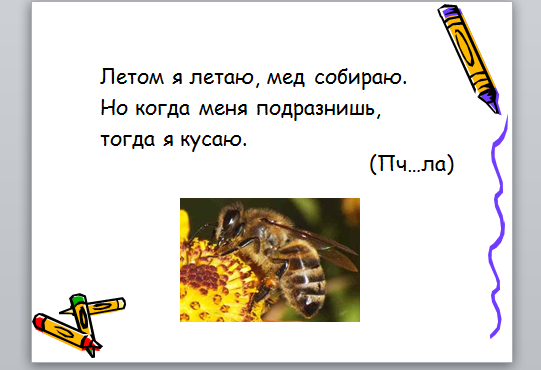 Летом я летаю, мед собираю.
Но когда меня подразнишь,
тогда я кусаю.
(Пч...ла)